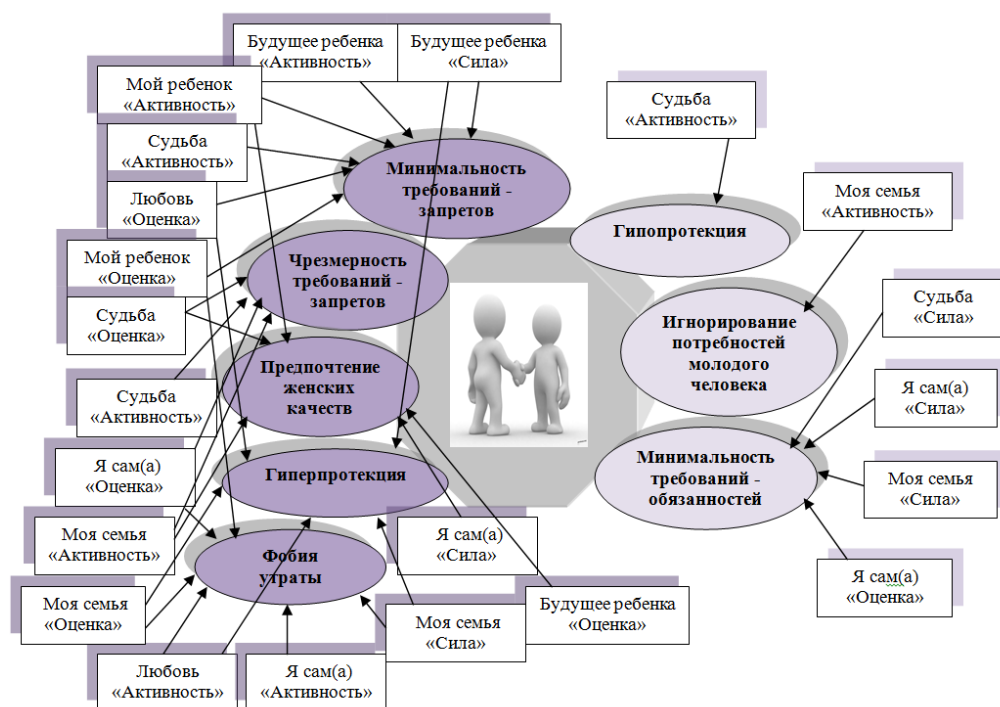 Будущее ребенка
«Активность»
Будущее ребенка
«Сила»
Мой ребенок
«Активность»
Судьба
«Активность»
Судьба
«Активность»
Любовь
«Оценка»
Минимальность
требований -
запретов
Моя семья
«Активность»
Гипопротекция
Мой ребенок
«Оценка»
Чрезмерность
требований -
запретов
Судьба
«Оценка»
Судьба
«Сила»
Игнорирование
потребностей
молодого
человека
Предпочтение
женских
качеств
Судьба
«Активность»
Я сам(а)
«Сила»
Я сам(а)
«Оценка»
Гиперпротекция
Минимальность
требований -
обязанностей
Моя семья
«Сила»
Моя семья
«Активность»
Фобия
утраты
Я сам(а)
«Сила»
Я сам(а)
«Оценка»
Моя семья
«Оценка»
Моя семья
«Сила»
Будущее ребенка
«Оценка»
Любовь
«Активность»
Я сам(а)
«Активность»